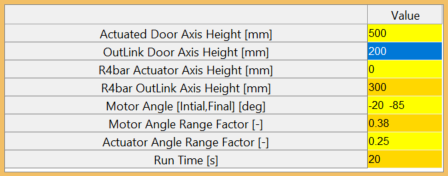 Value
Actuated Door Axis Height [mm] 500
OutLink Door Axis Height [mm] 200
R4bar Actuator Axis Height [mm] 0
R4bar OutLink Axis Height [mm] 300
Motor Angle [Intial,Final] [deg] -20 -85
Motor Angle Range Factor [-] 0.38
Actuator Angle Range Factor [-] 0.25
Run Time [s] 20